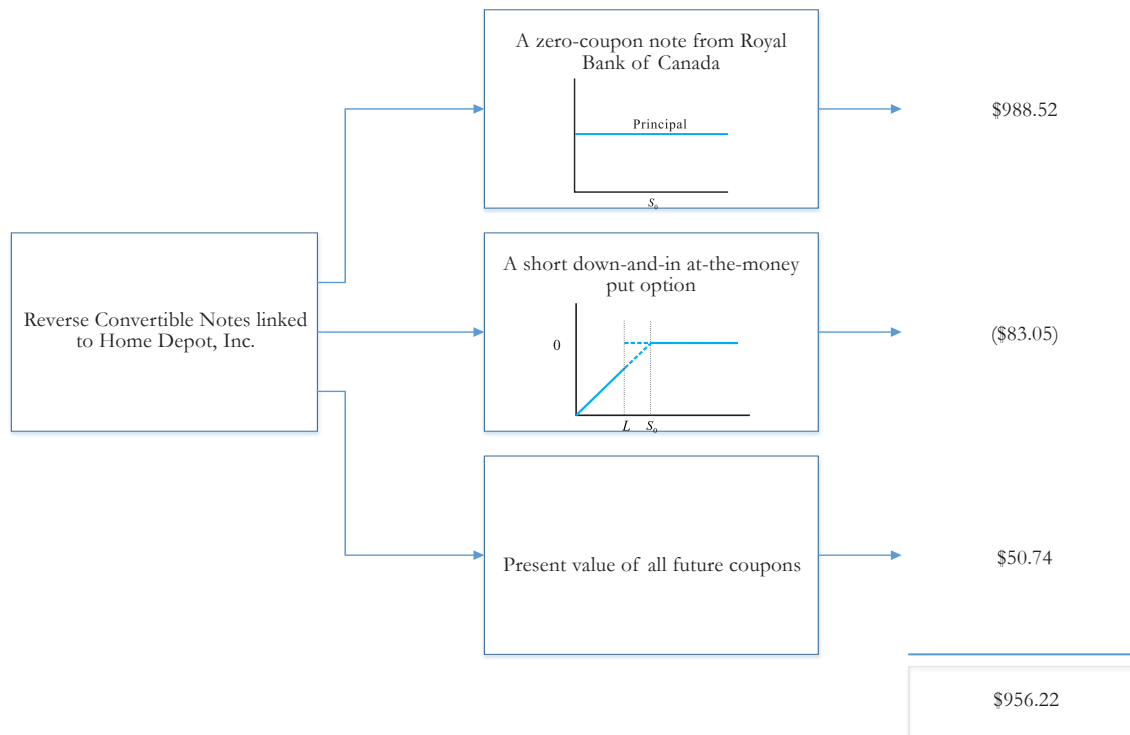 A zero-coupon note from Royal
Bank of Canada
Principal
S₀
$988.52
Reverse Convertible Notes linked
to Home Depot, Inc.
A short down-and-in at-the-money
put option
0
L S₀
($83.05)
Present value of all future coupons
$50.74
$956.22